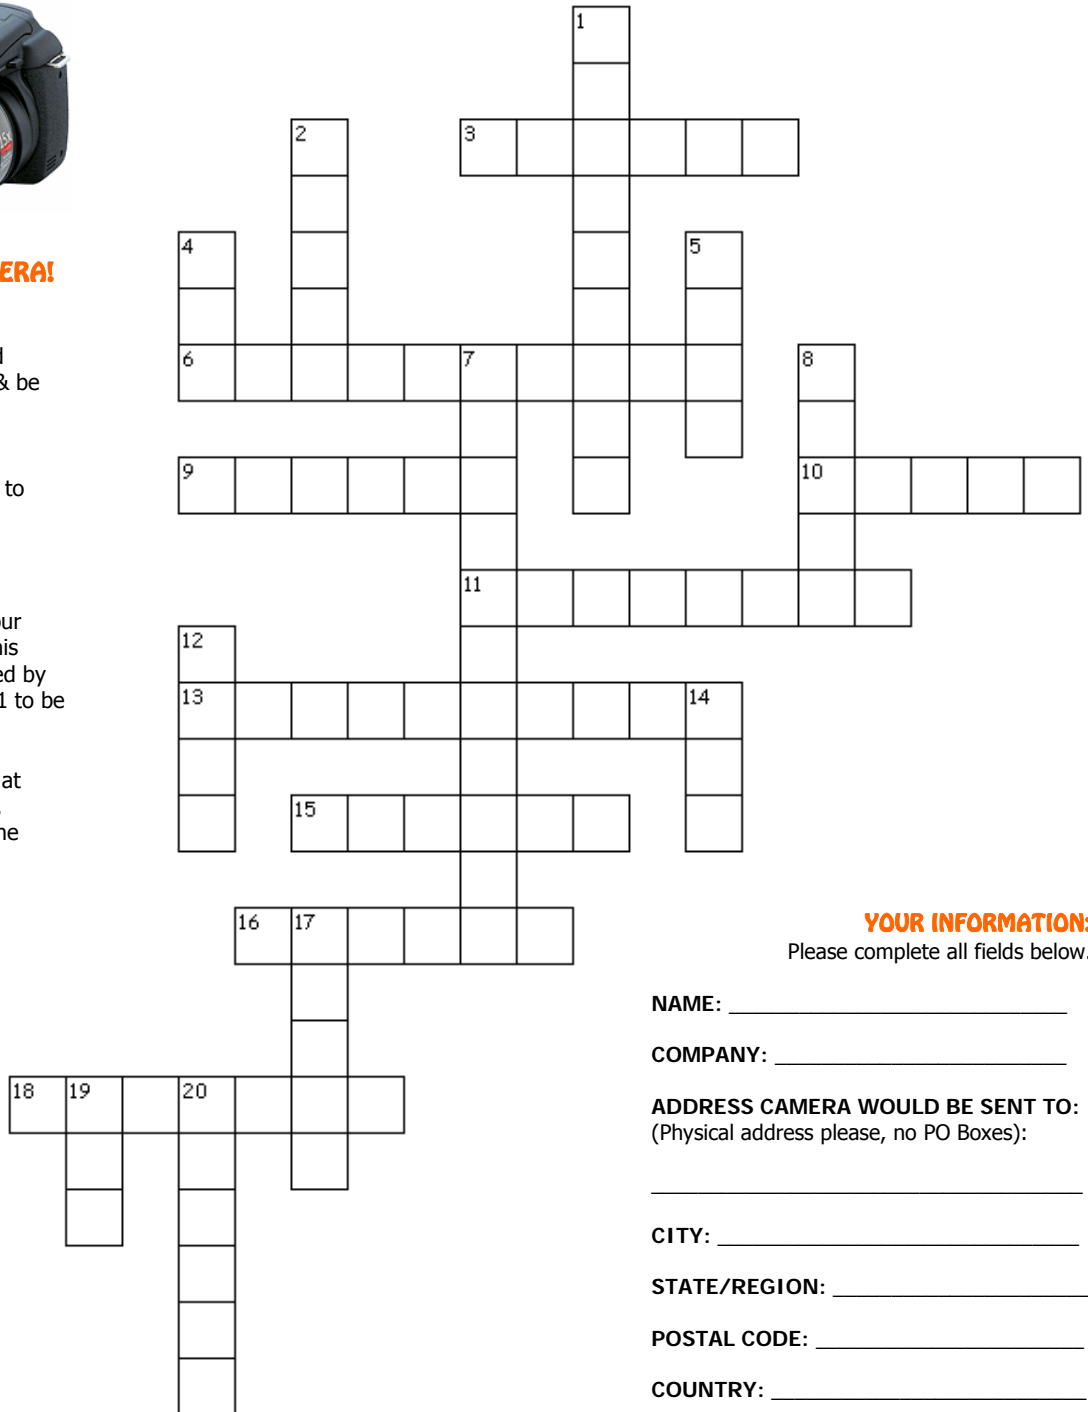 ERA!
d
& be
to
ur
is
ed by
1 to be
at
ne
1
2
3
4
5
6
7
8
9
10
11
12
13
14
15
16
17
18
19
20
YOUR INFORMATION:
Please complete all fields below.
NAME:
COMPANY:
ADDRESS CAMERA WOULD BE SENT TO:
(Physical address please, no PO Boxes):
CITY:
STATE/REGION:
POSTAL CODE:
COUNTRY: